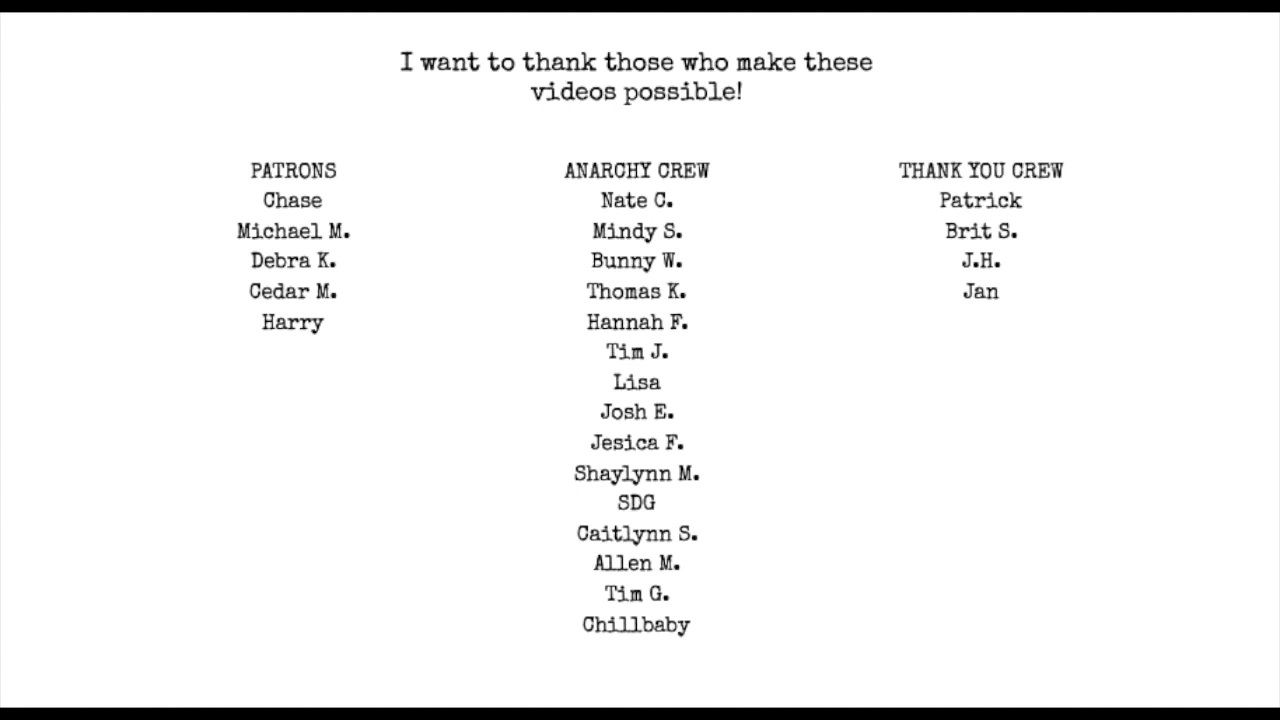 I want to thank those who make these
videos possible!
PATRONS
Chase
Michael M.
Debra K.
Cedar M.
Harry
ANARCHY CREW
Nate C.
Mindy S.
Bunny W.
Thomas K.
Hannah F.
Tim J.
Lisa
Josh E.
Jesica F.
Shaylynn M.
SDG
Caitlynn S.
Allen M.
Tim G.
Chillbaby
THANK YOU CREW
Patrick
Brit S.
J.H.
Jan